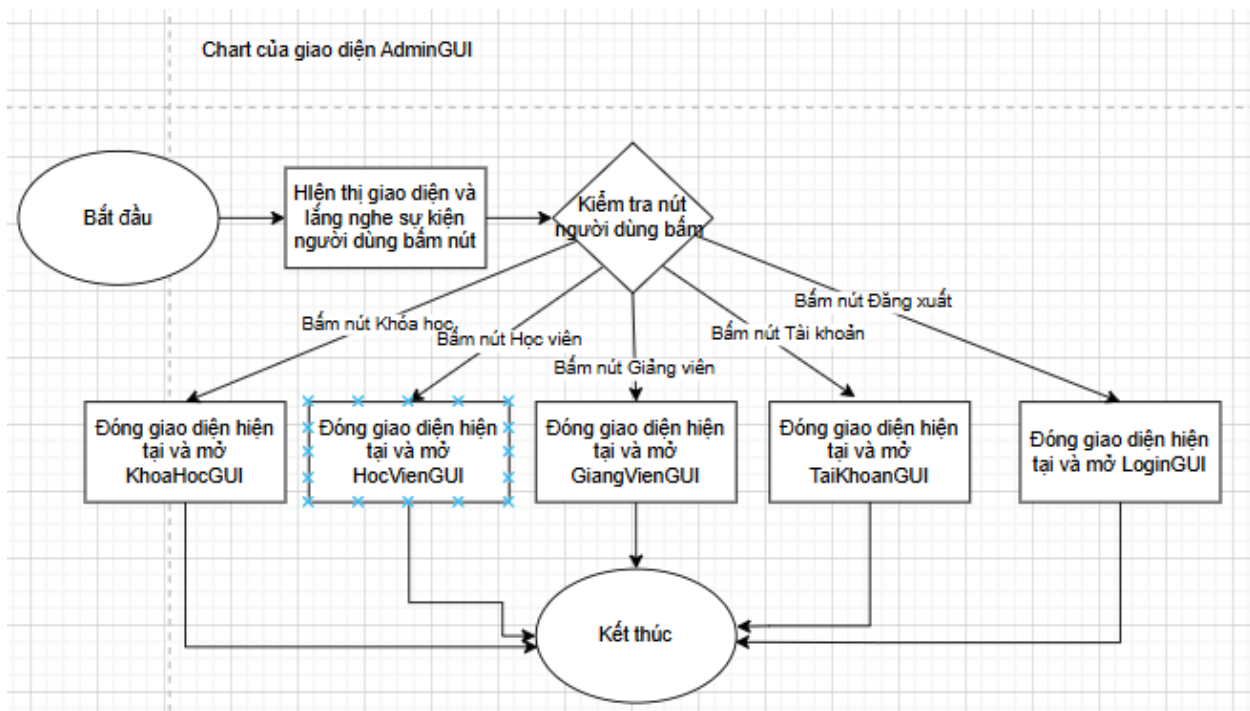 Chart của giao diện AdminGUI
Bắt đầu
HIện thị giao diện và
lắng nghe sự kiện
người dùng bấm nút
Kiểm tra nút
người dùng bấm
Bấm nút Khóa học
Bấm nút Học viên
Bấm nút Giảng viên
Bấm nút Tài khoản
Bấm nút Đăng xuất
Đóng giao diện hiện
tại và mở
KhoaHocGUI
Đóng giao diện hiện
tại và mở
HocVienGUI
Đóng giao diện hiện
tại và mở
GiangVienGUI
Đóng giao diện hiện
tại và mở
TaiKhoanGUI
Đóng giao diện hiện
tại và mở LoginGUI
Kết thúc